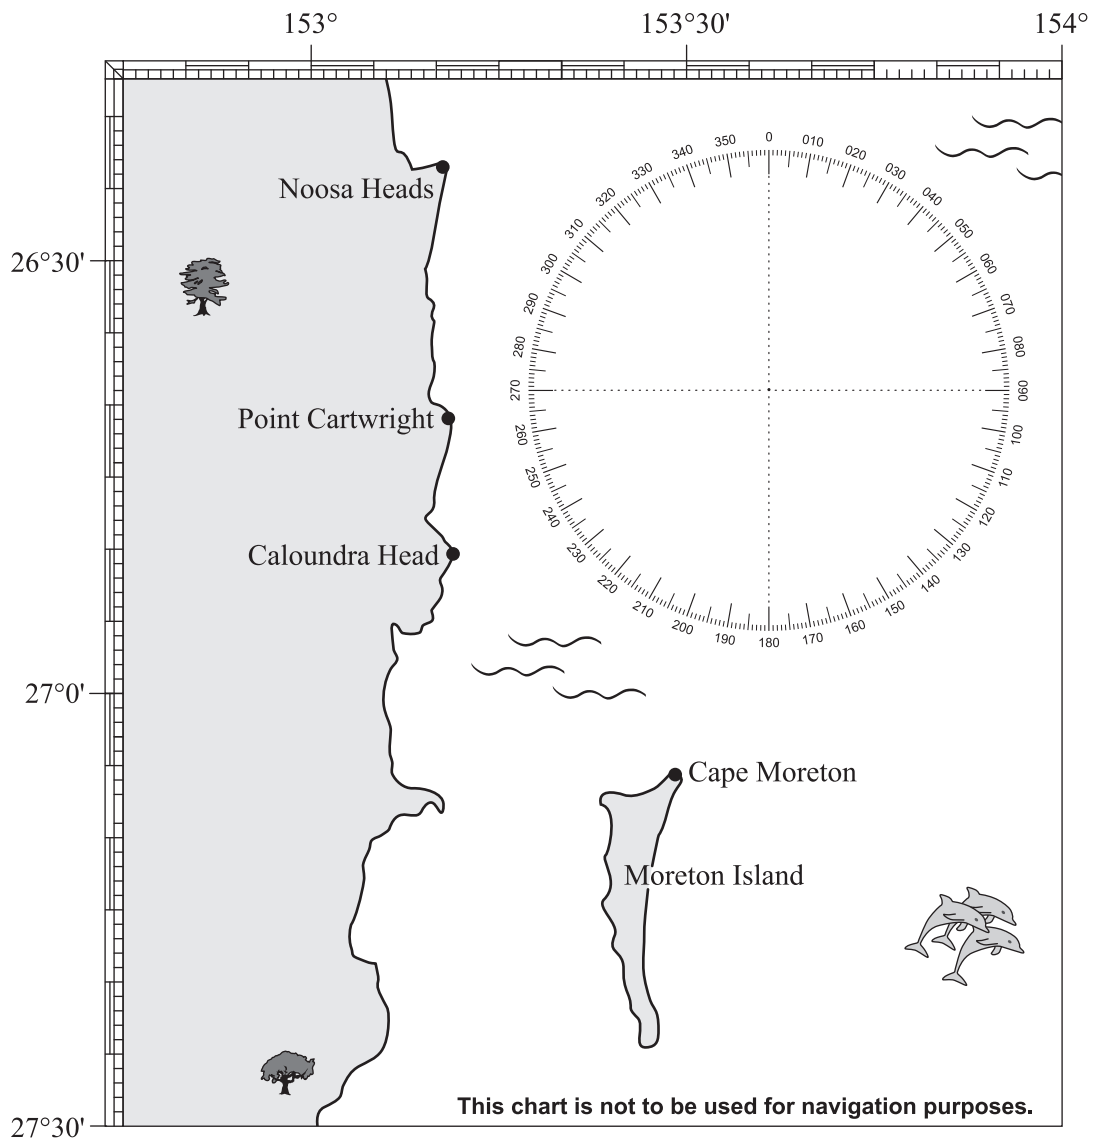 153° 153°30' 154°
0 010 020 030 040 050 060 070 080 090 100 110 120 130 140 150 160 170 180 190 200 210 220 230 240 250 260 270 280 290 300 310 320 330 340 350
Noosa Heads
26°30'
Point Cartwright
Caloundra Head
27°0'
Cape Moreton
Moreton Island
This chart is not to be used for navigation purposes.
27°30'